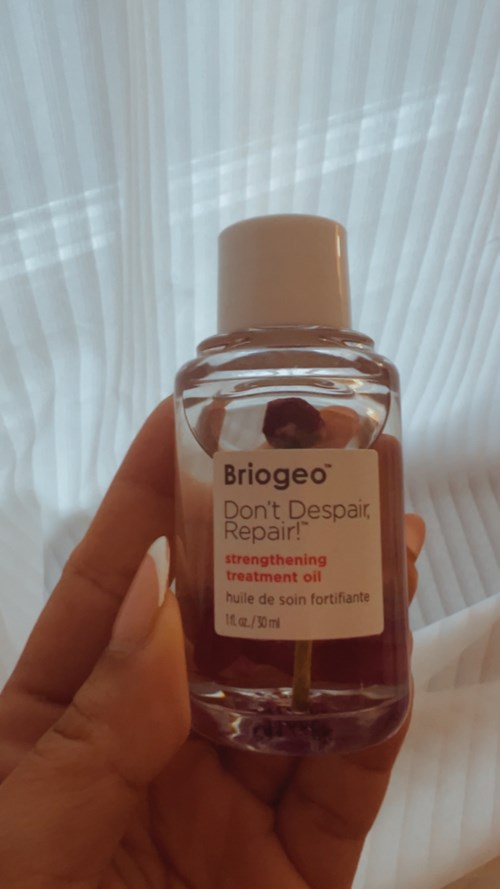 Briogeo™
Don't Despair,
Repair!™
strengthening
treatment oil
huile de soin fortifiante
1 fl. oz. / 30 ml